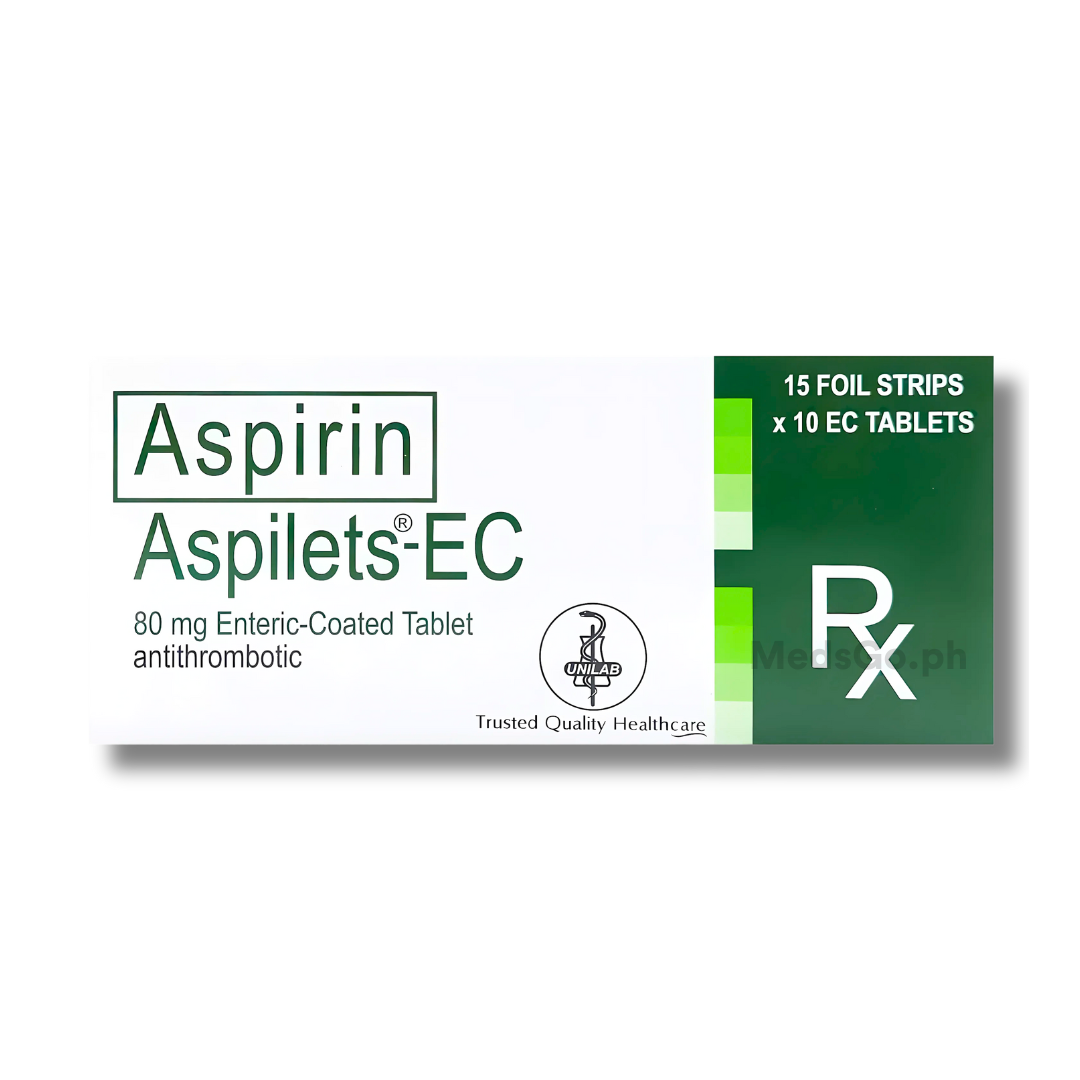 Aspirin
Aspilets®-EC
80 mg Enteric-Coated Tablet
antithrombotic
UNILAB
Trusted Quality Healthcare
15 FOIL STRIPS
x 10 EC TABLETS
Rx
MedsGo.ph